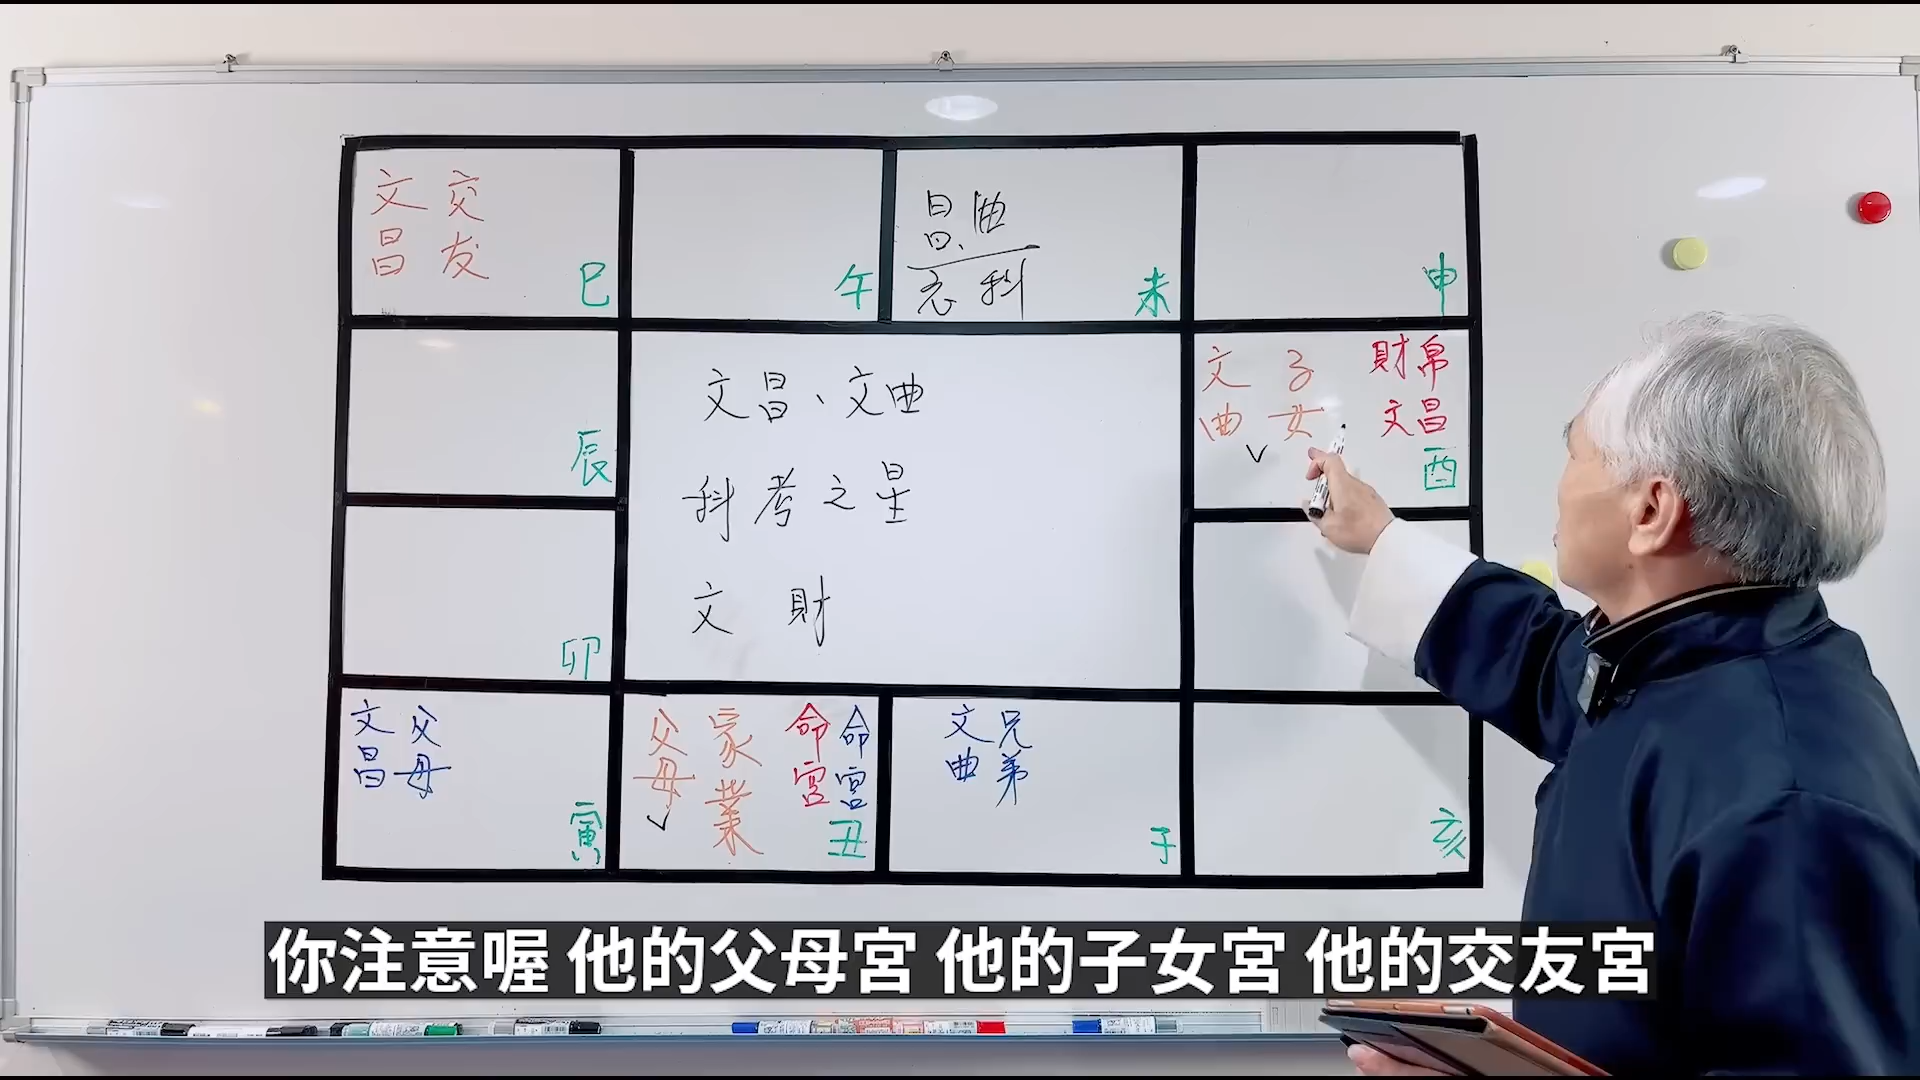 文 交
昌 友
巳
午
昌、曲
忌 科
未
申
辰
文昌、文曲
科考之星
文 財
文 子 財帛
曲 女 文昌
酉
卯
文 父
昌 母
寅
父 家 命 命
母 業 宮 宮
丑
文 兄
曲 弟
子
亥
你注意喔 他的父母宮 他的子女宮 他的交友宮